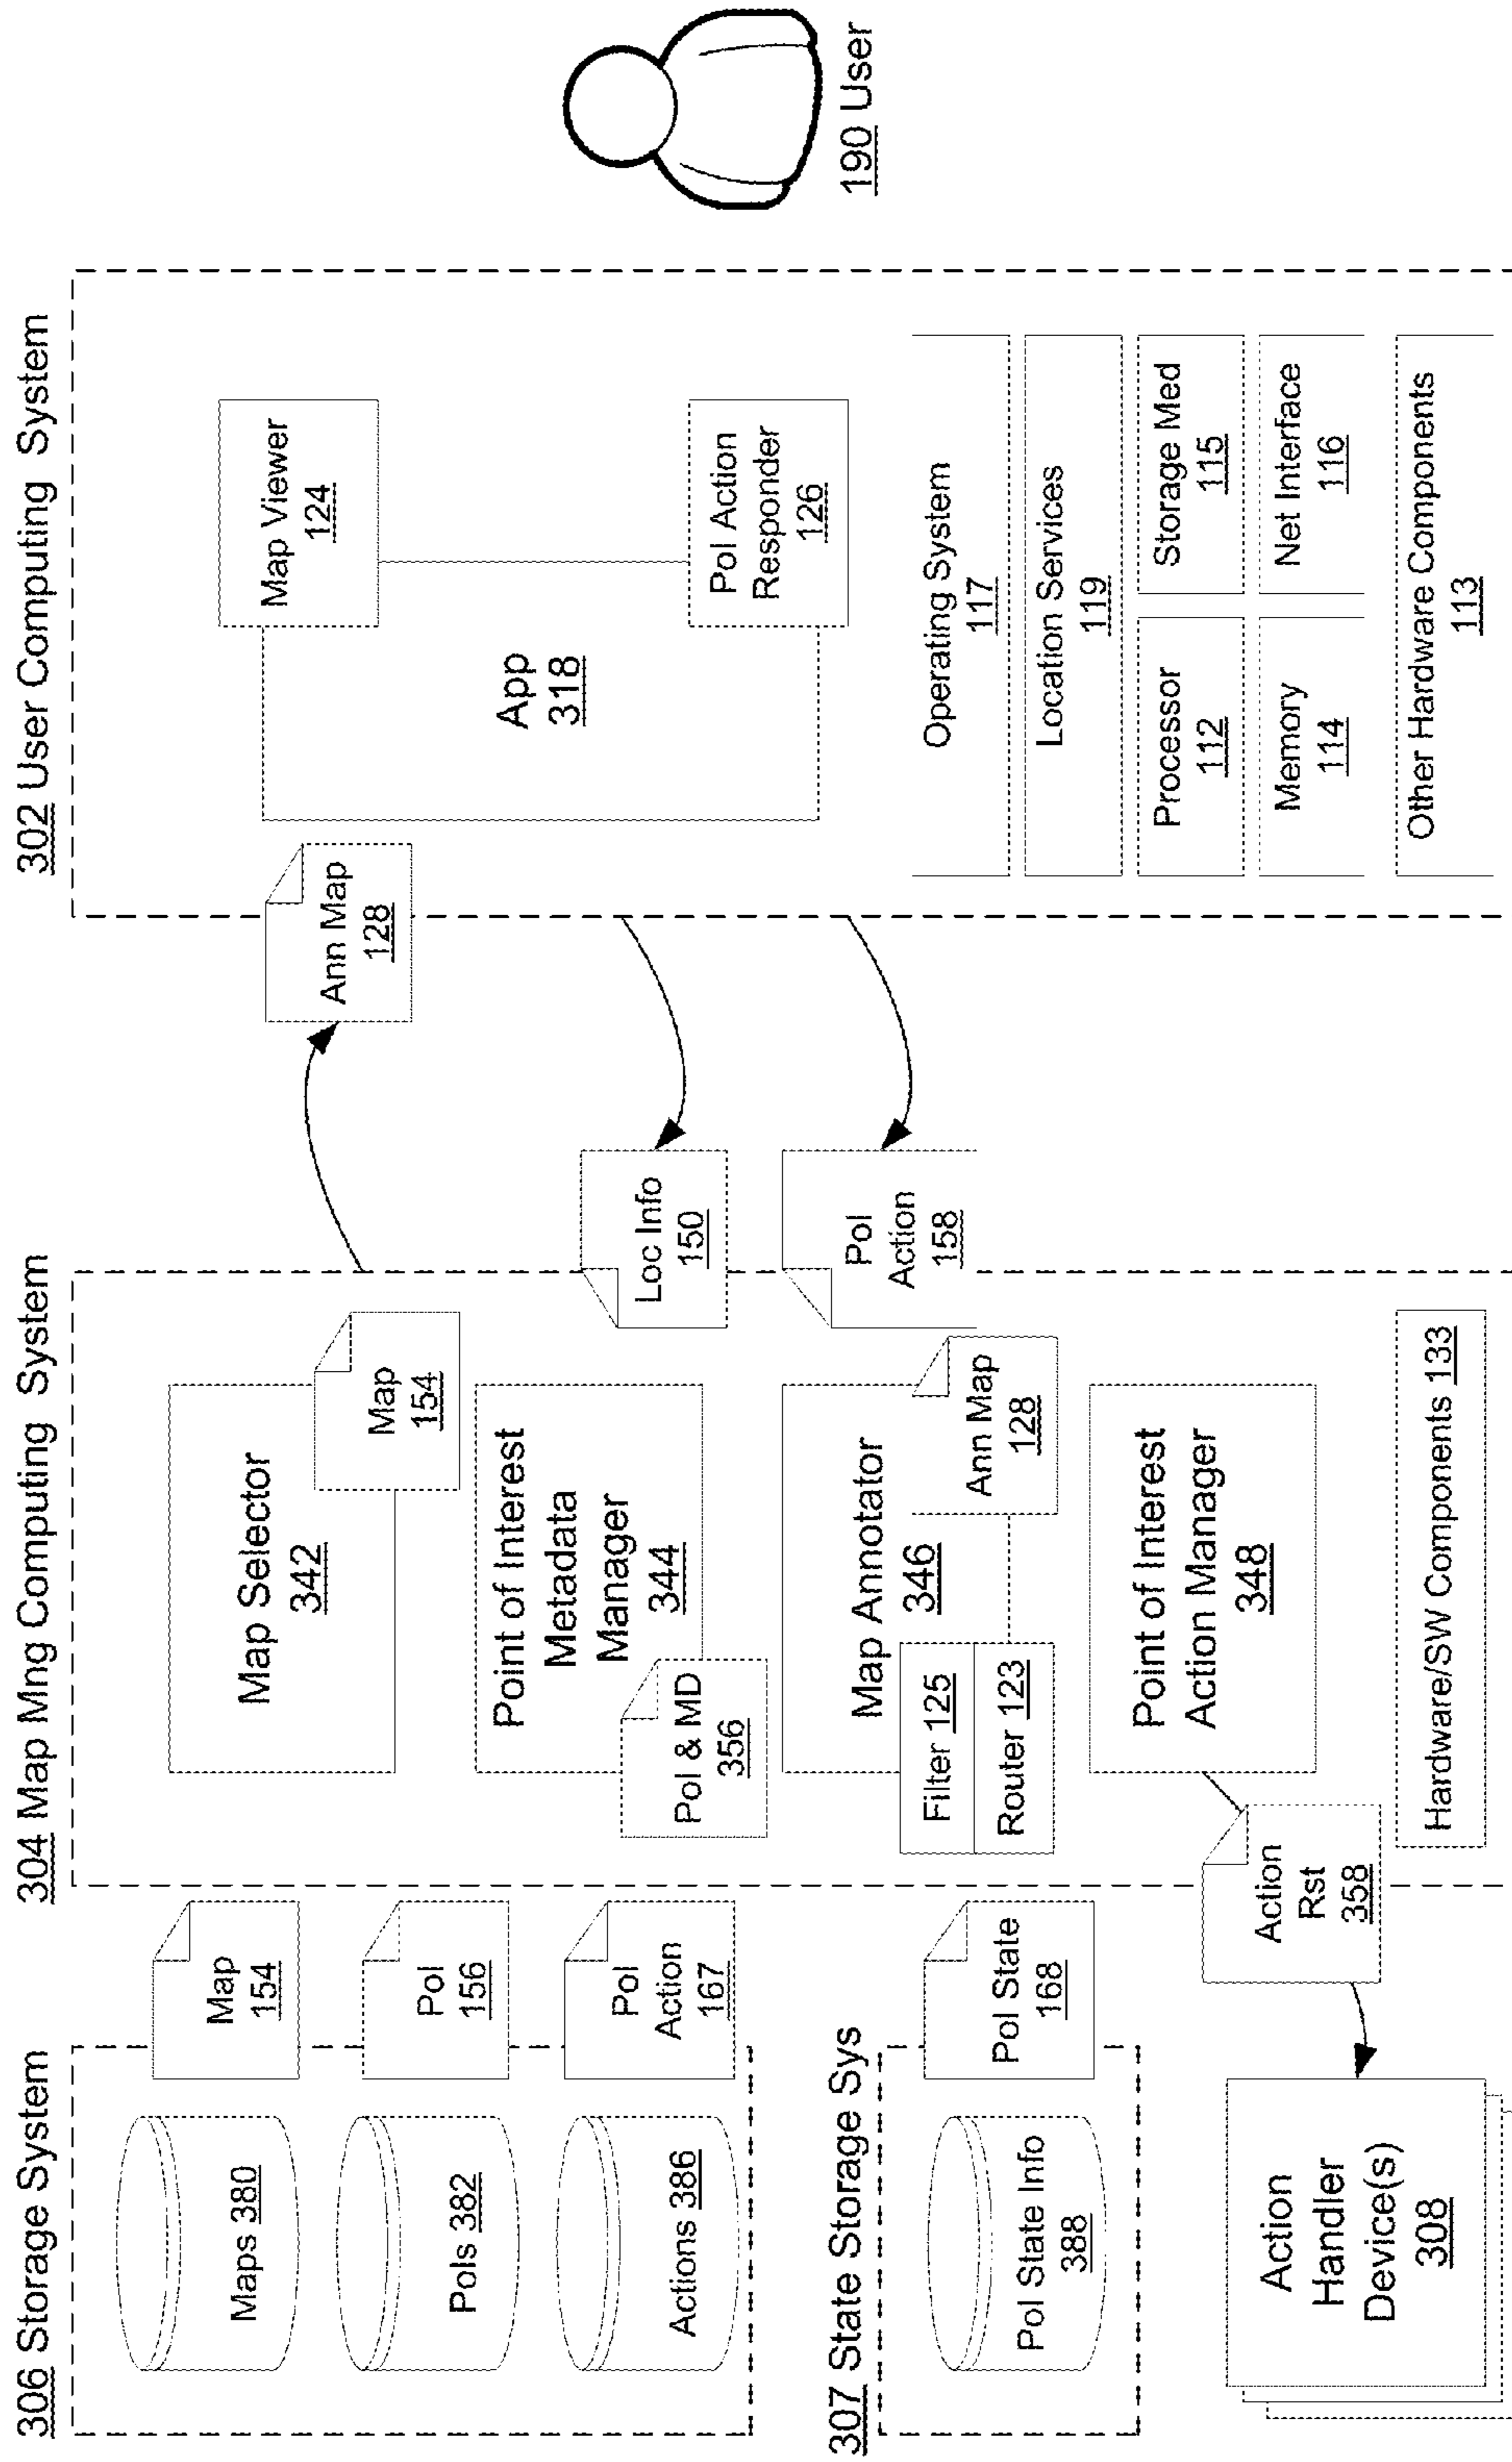 306 Storage System
Maps 380
PoIs 382
Actions 386
Map
154
PoI
156
PoI
Action
167
307 State Storage Sys
PoI State Info
388
PoI State
168
Action
Handler
Device(s)
308
304 Map Mng Computing System
Map Selector
342
Map
154
Point of Interest
Metadata
Manager
344
PoI & MD
356
Map Annotator
346
Filter 125
Router 123
Ann Map
128
Point of Interest
Action Manager
348
Action
Rst
358
Hardware/SW Components 133
Loc Info
150
PoI
Action
158
Ann Map
128
302 User Computing System
Map Viewer
124
App
318
PoI Action
Responder
126
Operating System
117
Location Services
119
Processor
112
Storage Med
115
Memory
114
Net Interface
116
Other Hardware Components
113
190 User